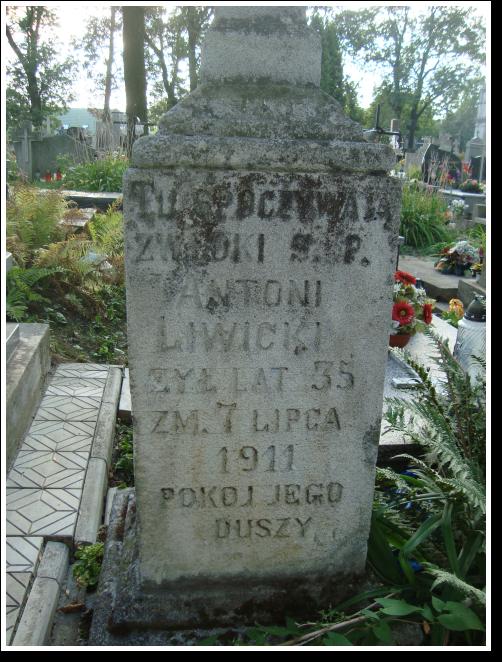 TU SPOCZYWAJĄ
ZWŁOKI Ś. P.
ANTONI
LIWICKI
ŻYŁ LAT 35
ZM. 7 LIPCA
1911
POKÓJ JEGO
DUSZY